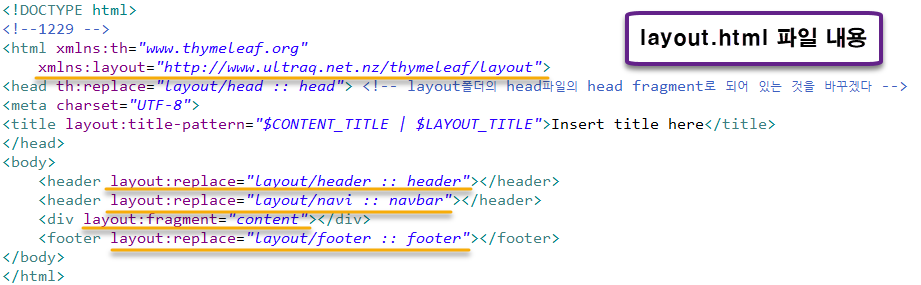 <!DOCTYPE html>
layout.html 파일 내용
<!--1229 -->
<html xmlns:th="www.thymeleaf.org"
xmlns:layout="http://www.ultraq.net.nz/thymeleaf/layout">
<head th:replace="layout/head :: head"> <!-- layout폴더의 head파일의 head fragment로 되어 있는 것을 바꾸겠다 -->
<meta charset="UTF-8">
<title layout:title-pattern="$CONTENT_TITLE | $LAYOUT_TITLE">Insert title here</title>
</head>
<body>
<header layout:replace="layout/header :: header"></header>
<header layout:replace="layout/navi :: navbar"></header>
<div layout:fragment="content"></div>
<footer layout:replace="layout/footer :: footer"></footer>
</body>
</html>